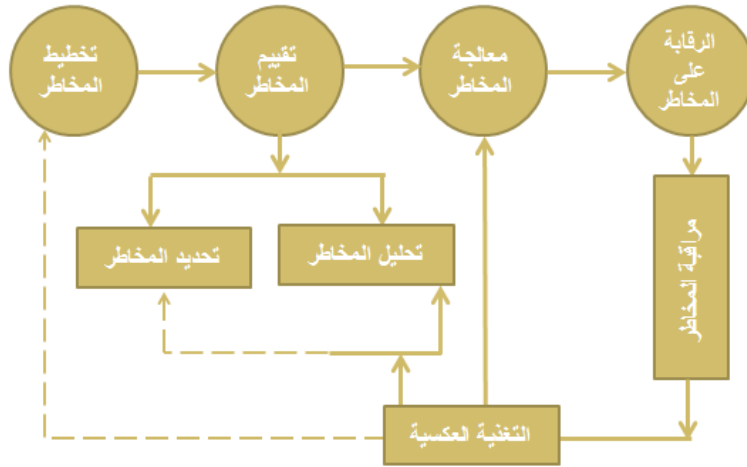 تخطيط
المخاطر
تقييم
المخاطر
معالجة
المخاطر
الرقابة
على
المخاطر
تحديد المخاطر
تحليل المخاطر
مراقبة المخاطر
التغذية العكسية